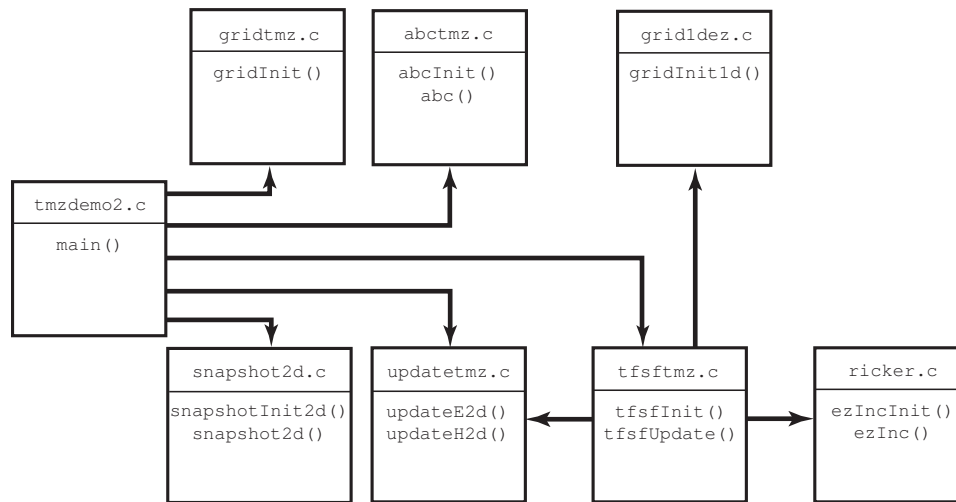 gridtmz.c
gridInit()
abctmz.c
abcInit()
abc()
grid1dez.c
gridInit1d()
tmzdemo2.c
main()
snapshot2d.c
snapshotInit2d()
snapshot2d()
updatetmz.c
updateE2d()
updateH2d()
tfsftmz.c
tfsfInit()
tfsfUpdate()
ricker.c
ezIncInit()
ezInc()